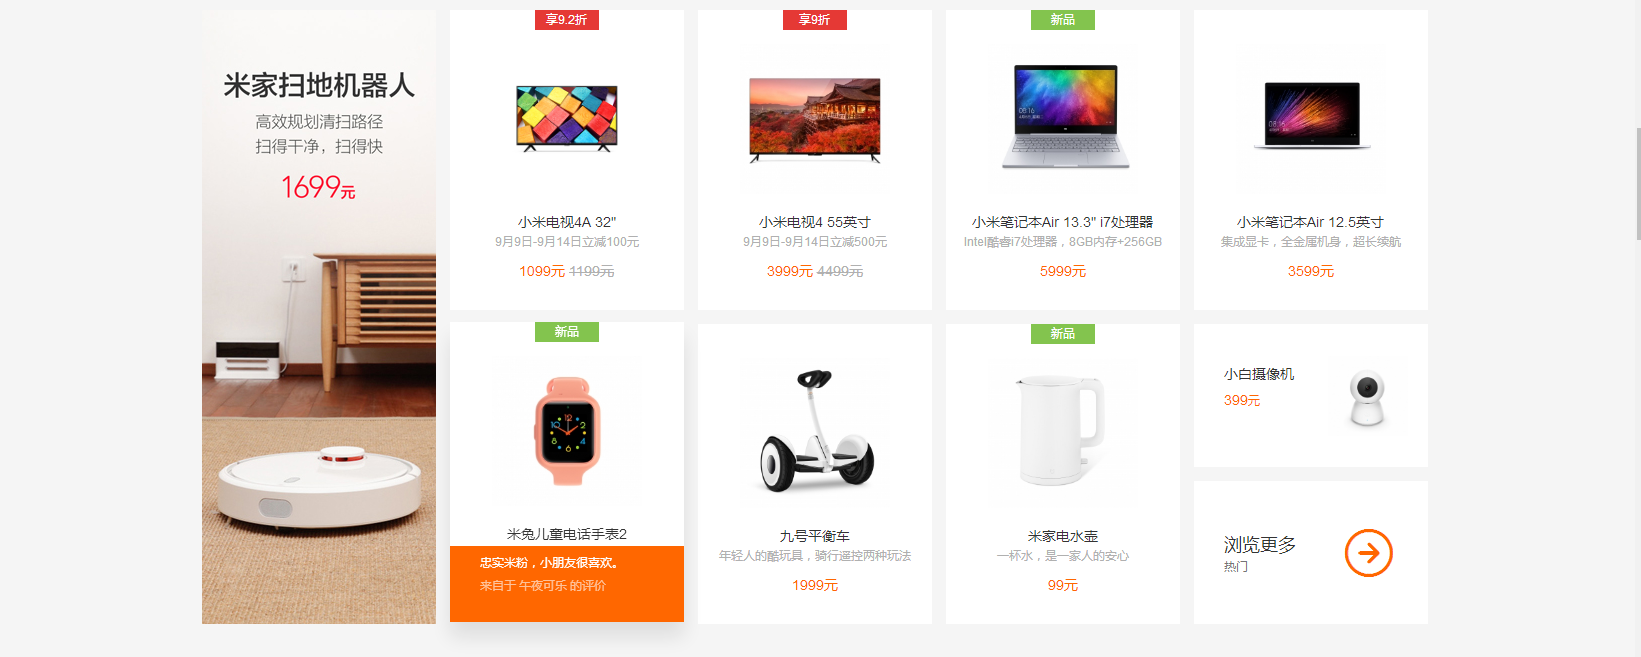 米家扫地机器人
高效规划清扫路径
扫得干净，扫得快
1699元
享9.2折
小米电视4A 32"
9月9日-9月14日立减100元
1099元 1199元
享9折
小米电视4 55英寸
9月9日-9月14日立减500元
3999元 4499元
新品
小米笔记本Air 13.3" i7处理器
Intel酷睿i7处理器，8GB内存+256GB
5999元
小米笔记本Air 12.5英寸
集成显卡，全金属机身，超长续航
3599元
新品
米兔儿童电话手表2
忠实米粉，小朋友很喜欢。
来自于 午夜可乐 的评价
九号平衡车
年轻人的酷玩具，骑行遥控两种玩法
1999元
新品
米家电水壶
一杯水，是一家人的安心
99元
小白摄像机
399元
浏览更多
热门